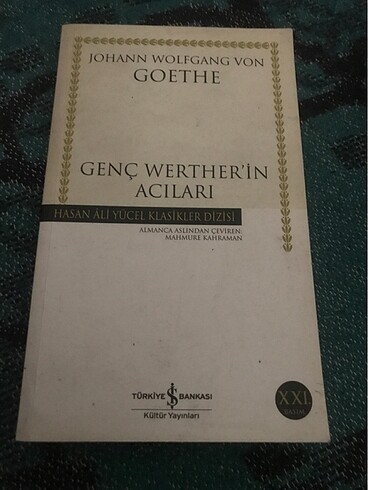 JOHANN WOLFGANG VON
GOETHE
GENÇ WERTHER'İN
ACILARI
HASAN ÂLİ YÜCEL KLASİKLER DİZİSİ
ALMANCA ASLINDAN ÇEVİREN:
MAHMURE KAHRAMAN
TÜRKİYE İŞ BANKASI
Kültür Yayınları
XXI.
BASIM